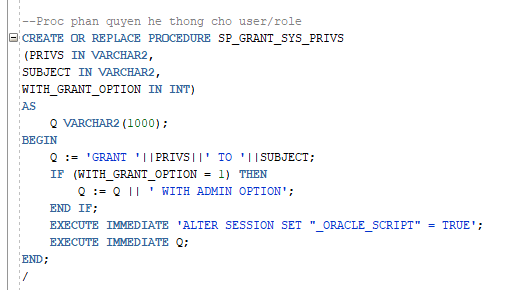 --Proc phan quyen he thong cho user/role
CREATE OR REPLACE PROCEDURE SP_GRANT_SYS_PRIVS
(PRIVS IN VARCHAR2,
SUBJECT IN VARCHAR2,
WITH_GRANT_OPTION IN INT)
AS
    Q VARCHAR2(1000);
BEGIN
    Q := 'GRANT '||PRIVS||' TO '||SUBJECT;
    IF (WITH_GRANT_OPTION = 1) THEN
        Q := Q || ' WITH ADMIN OPTION';
    END IF;
    EXECUTE IMMEDIATE 'ALTER SESSION SET "_ORACLE_SCRIPT" = TRUE';
    EXECUTE IMMEDIATE Q;
END;
/